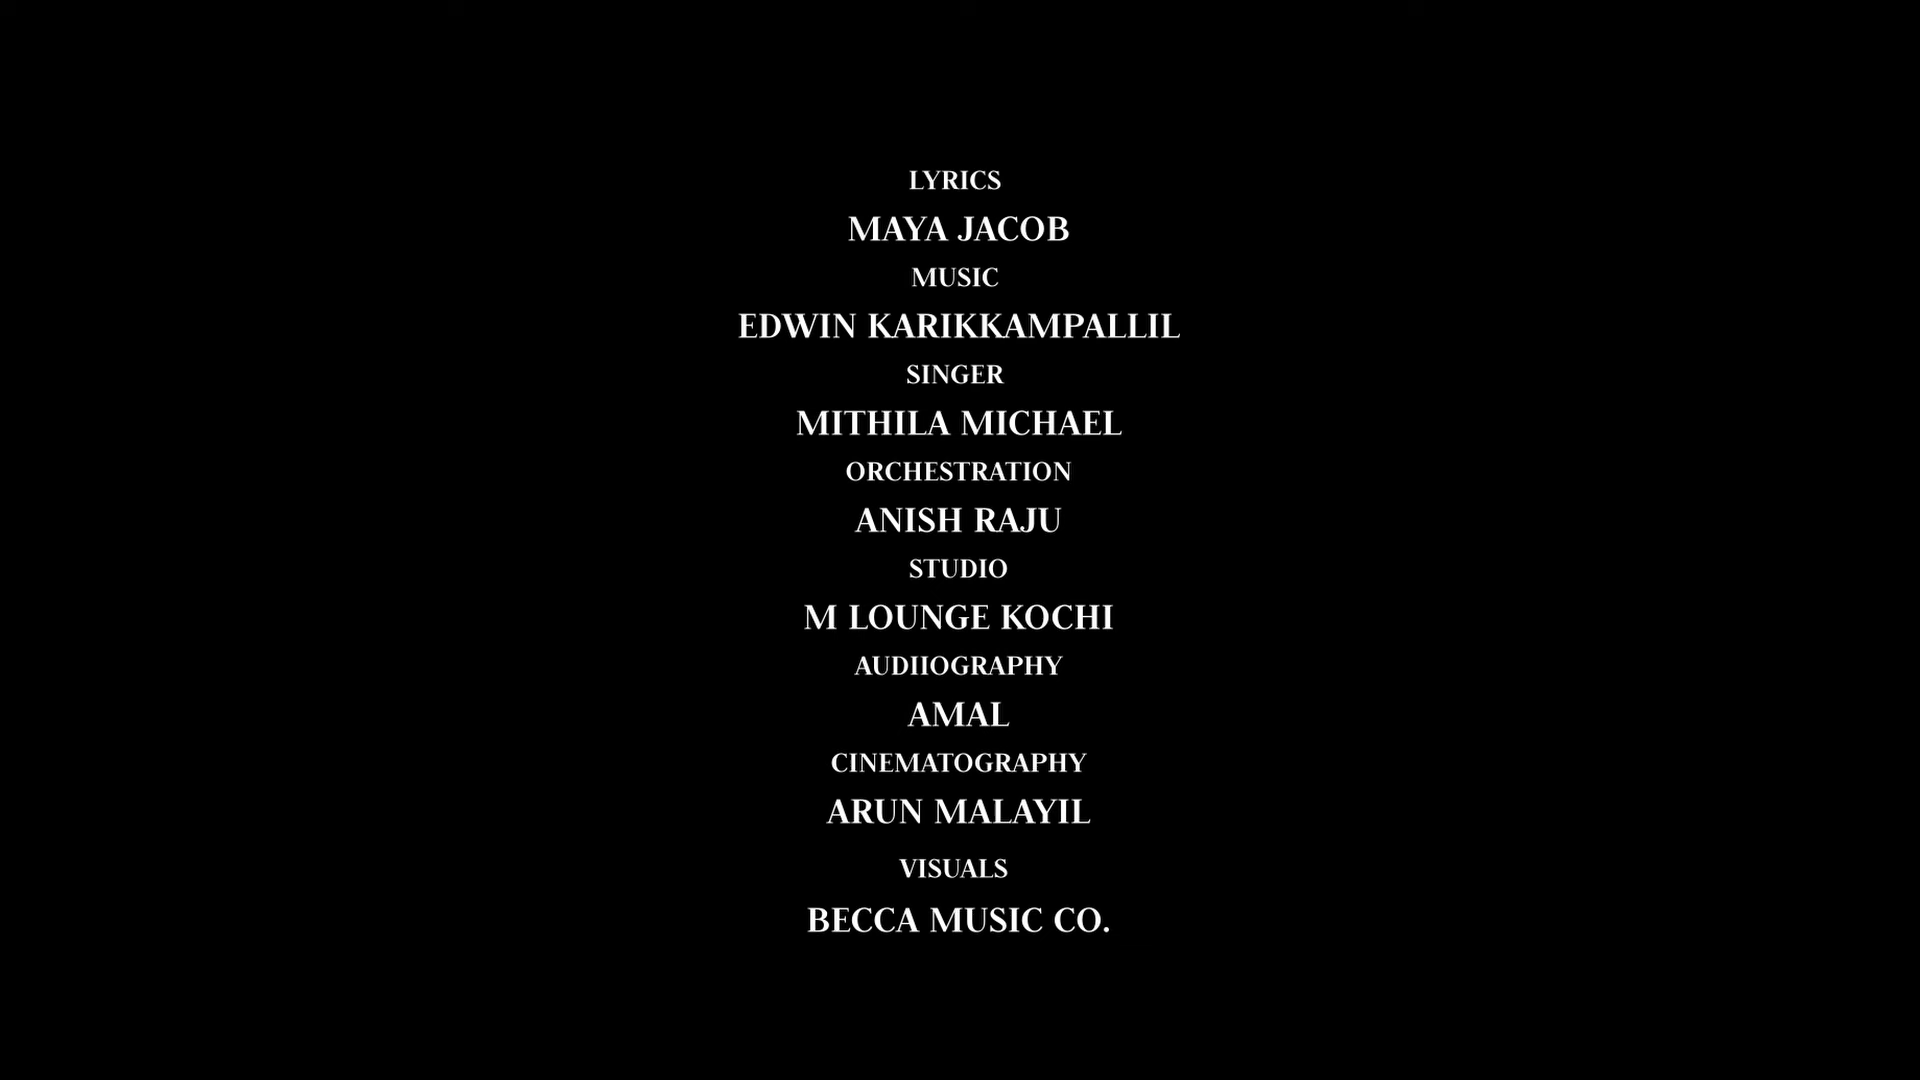 LYRICS
MAYA JACOB
MUSIC
EDWIN KARIKKAMPALLIL
SINGER
MITHILA MICHAEL
ORCHESTRATION
ANISH RAJU
STUDIO
M LOUNGE KOCHI
AUDIIOGRAPHY
AMAL
CINEMATOGRAPHY
ARUN MALAYIL
VISUALS
BECCA MUSIC CO.